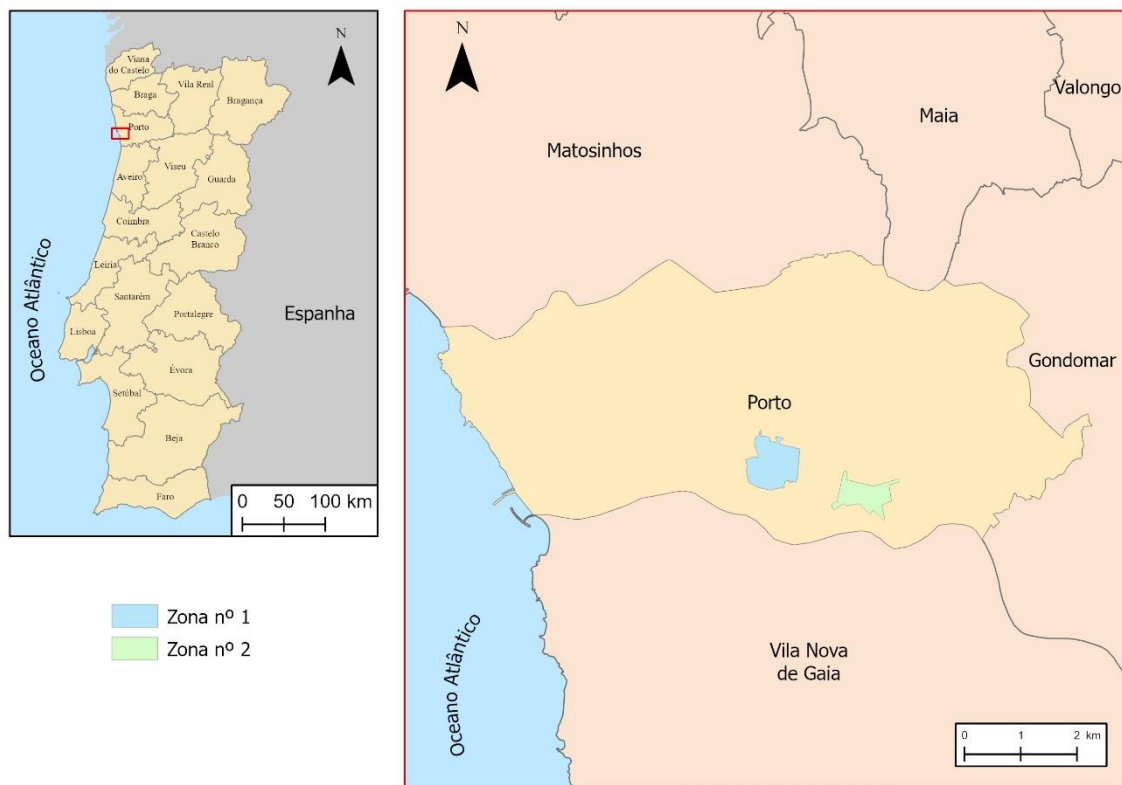 N
Viana
do Castelo
Vila Real
Bragança
Braga
Porto
Viseu
Aveiro
Guarda
Coimbra
Castelo
Branco
Leiria
Santarém
Portalegre
Lisboa
Évora
Setúbal
Beja
Faro
Oceano Atlântico
Espanha
0 50 100 km
Zona nº 1
Zona nº 2
N
Valongo
Maia
Matosinhos
Gondomar
Porto
Vila Nova
de Gaia
Oceano Atlântico
0 1 2 km